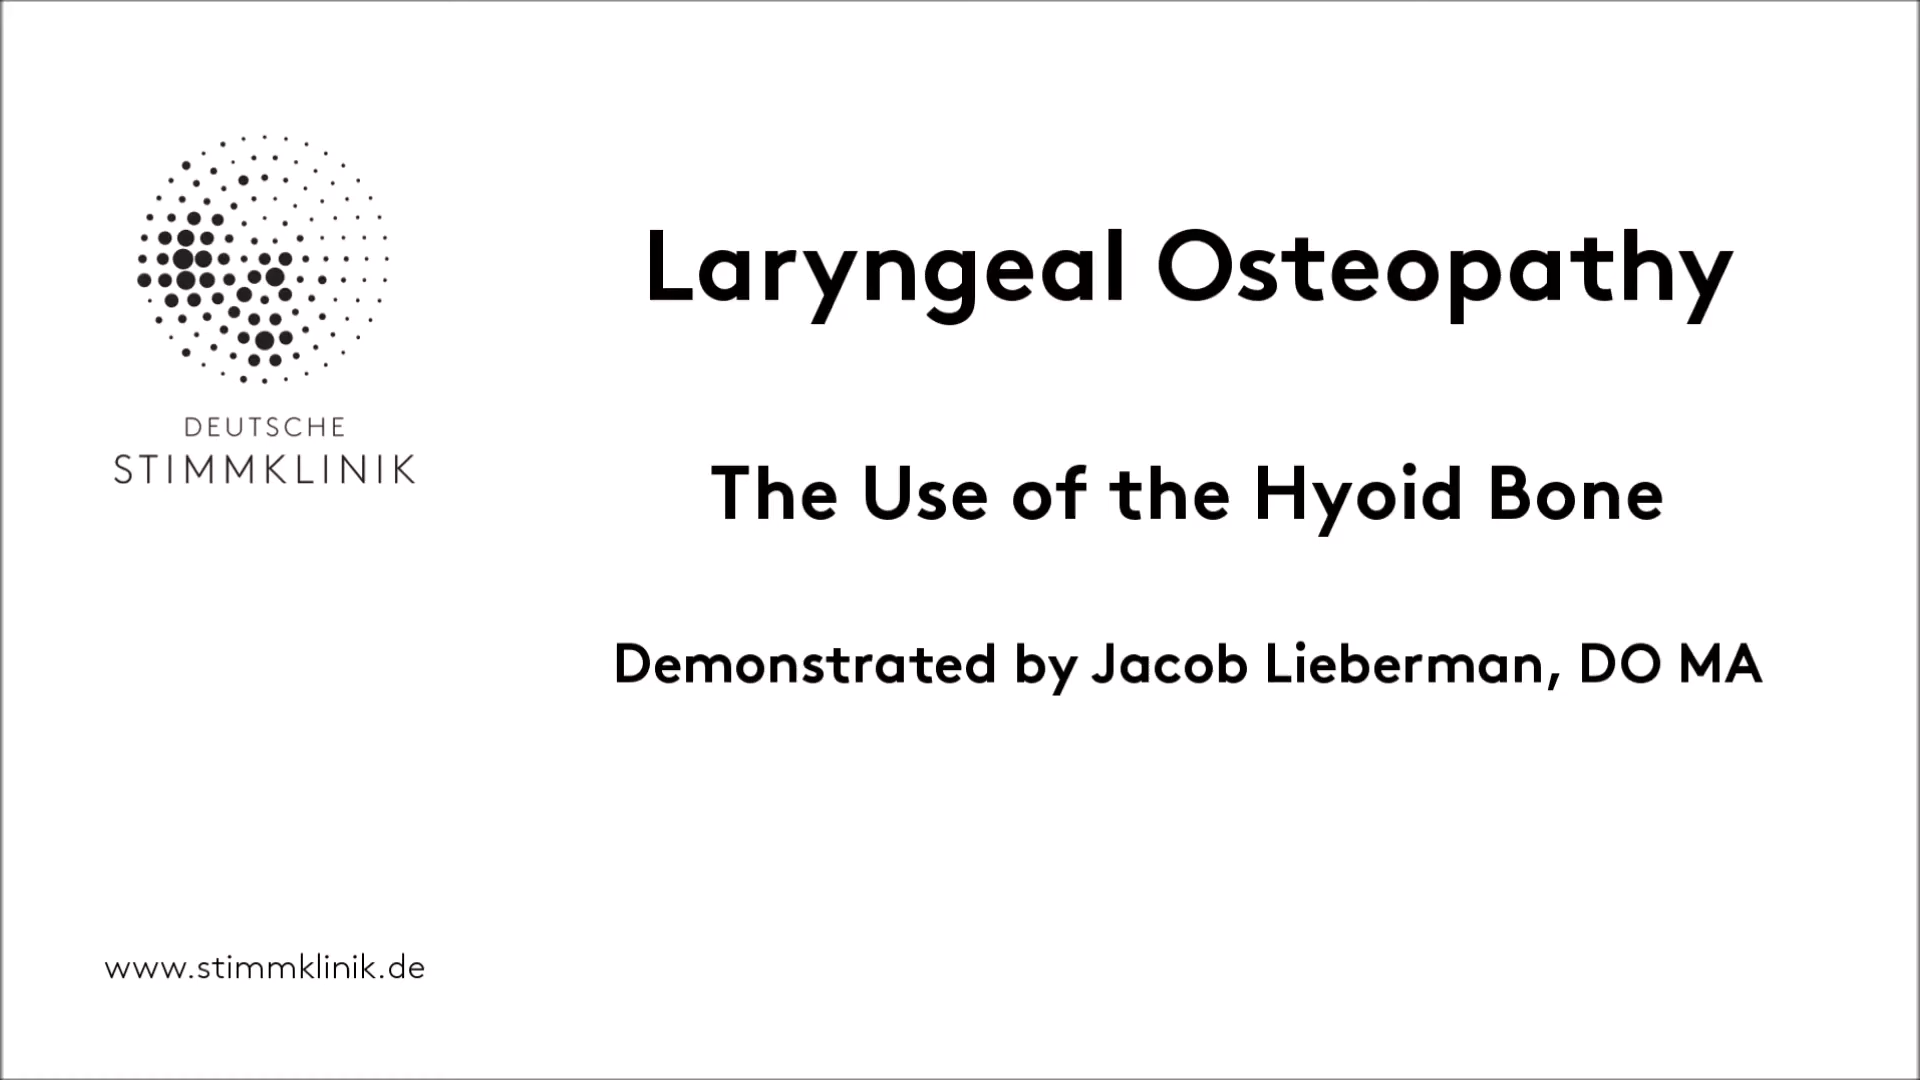 DEUTSCHE
STIMMKLINIK
Laryngeal Osteopathy
The Use of the Hyoid Bone
Demonstrated by Jacob Lieberman, DO MA
www.stimmklinik.de